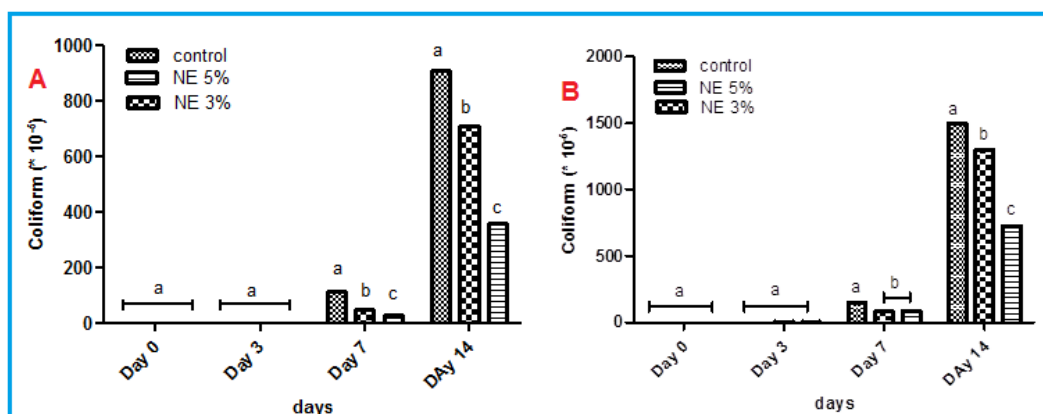 A
control
NE 5%
NE 3%
Coliform (* 10⁻⁶)
1000
800
600
400
200
0
a
a
a
b
c
a
b
c
Day 0
Day 3
Day 7
DAy 14
days
B
control
NE 5%
NE 3%
Coliform (* 10⁶)
2000
1500
1000
500
0
a
a
a
b
a
b
c
Day 0
Day 3
Day 7
DAy 14
days